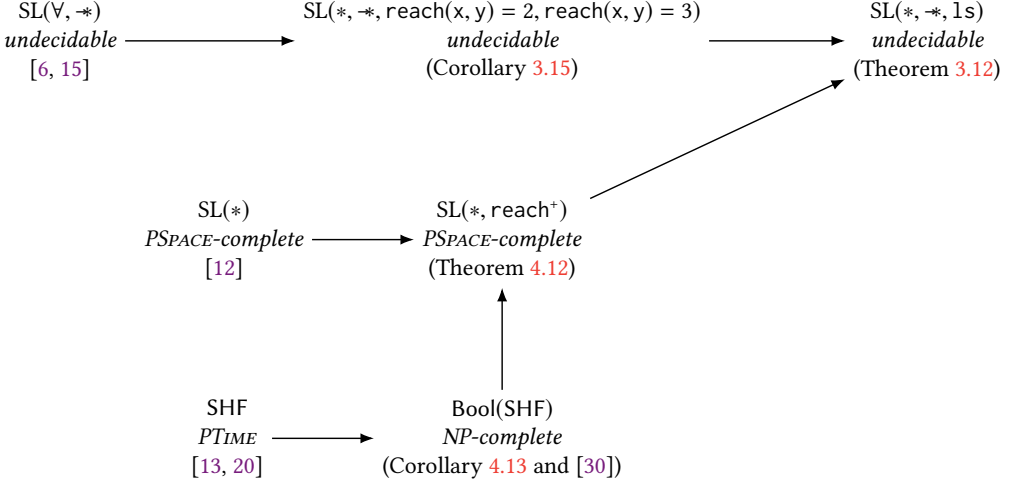 SL(∀, −∗)
undecidable
[6, 15]
SL(∗, −∗, reach(x, y) = 2, reach(x, y) = 3)
undecidable
(Corollary 3.15)
SL(∗, −∗, ls)
undecidable
(Theorem 3.12)
SL(∗)
PSPACE-complete
[12]
SL(∗, reach⁺)
PSPACE-complete
(Theorem 4.12)
SHF
PTIME
[13, 20]
Bool(SHF)
NP-complete
(Corollary 4.13 and [30])